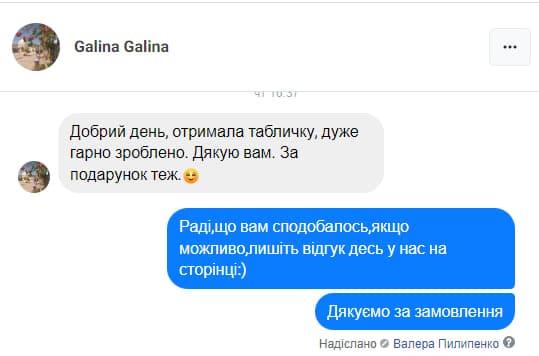 Galina Galina
чт 16:37
Добрий день, отримала табличку, дуже
гарно зроблено. Дякую вам. За
подарунок теж.😊
Раді,що вам сподобалось,якщо
можливо,лишіть відгук десь у нас на
сторінці:)
Дякуємо за замовлення
Надіслано Валера Пилипенко ?